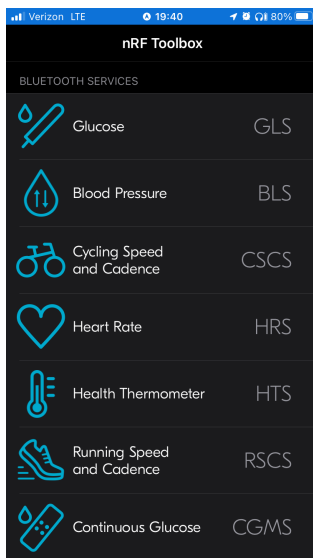 Verizon LTE 19:40 80%
nRF Toolbox
BLUETOOTH SERVICES
Glucose GLS
Blood Pressure BLS
Cycling Speed
and Cadence CSCS
Heart Rate HRS
Health Thermometer HTS
Running Speed
and Cadence RSCS
Continuous Glucose CGMS